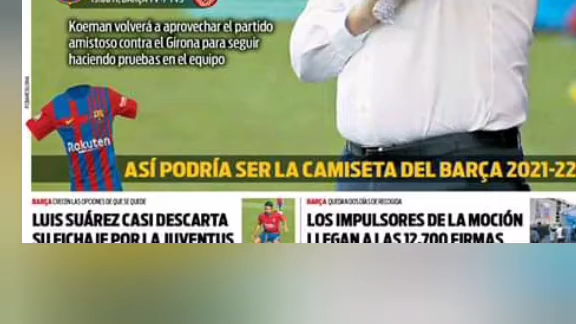 Koeman volverá a aprovechar el partido
amistoso contra el Girona para seguir
haciendo pruebas en el equipo
Rakuten
ASÍ PODRÍA SER LA CAMISETA DEL BARÇA 2021-22
BARÇA CRECEN LAS OPCIONES DE QUE SE QUEDE
LUIS SUÁREZ CASI DESCARTA
SU FICHAJE POR LA JUVENTUS
BARÇA QUEDAN DOS DÍAS DE RECOGIDA
LOS IMPULSORES DE LA MOCIÓN
LLEGAN A LAS 12.700 FIRMAS